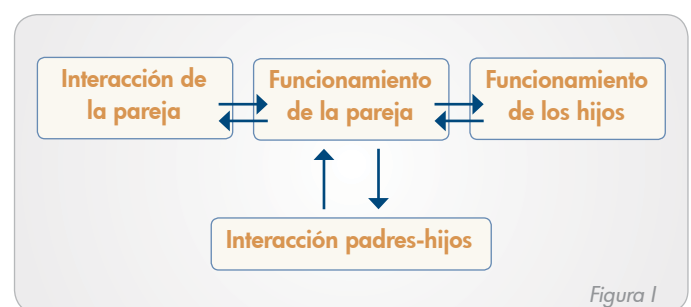 Interacción de
la pareja
Funcionamiento
de la pareja
Funcionamiento
de los hijos
Interacción padres-hijos
Figura I